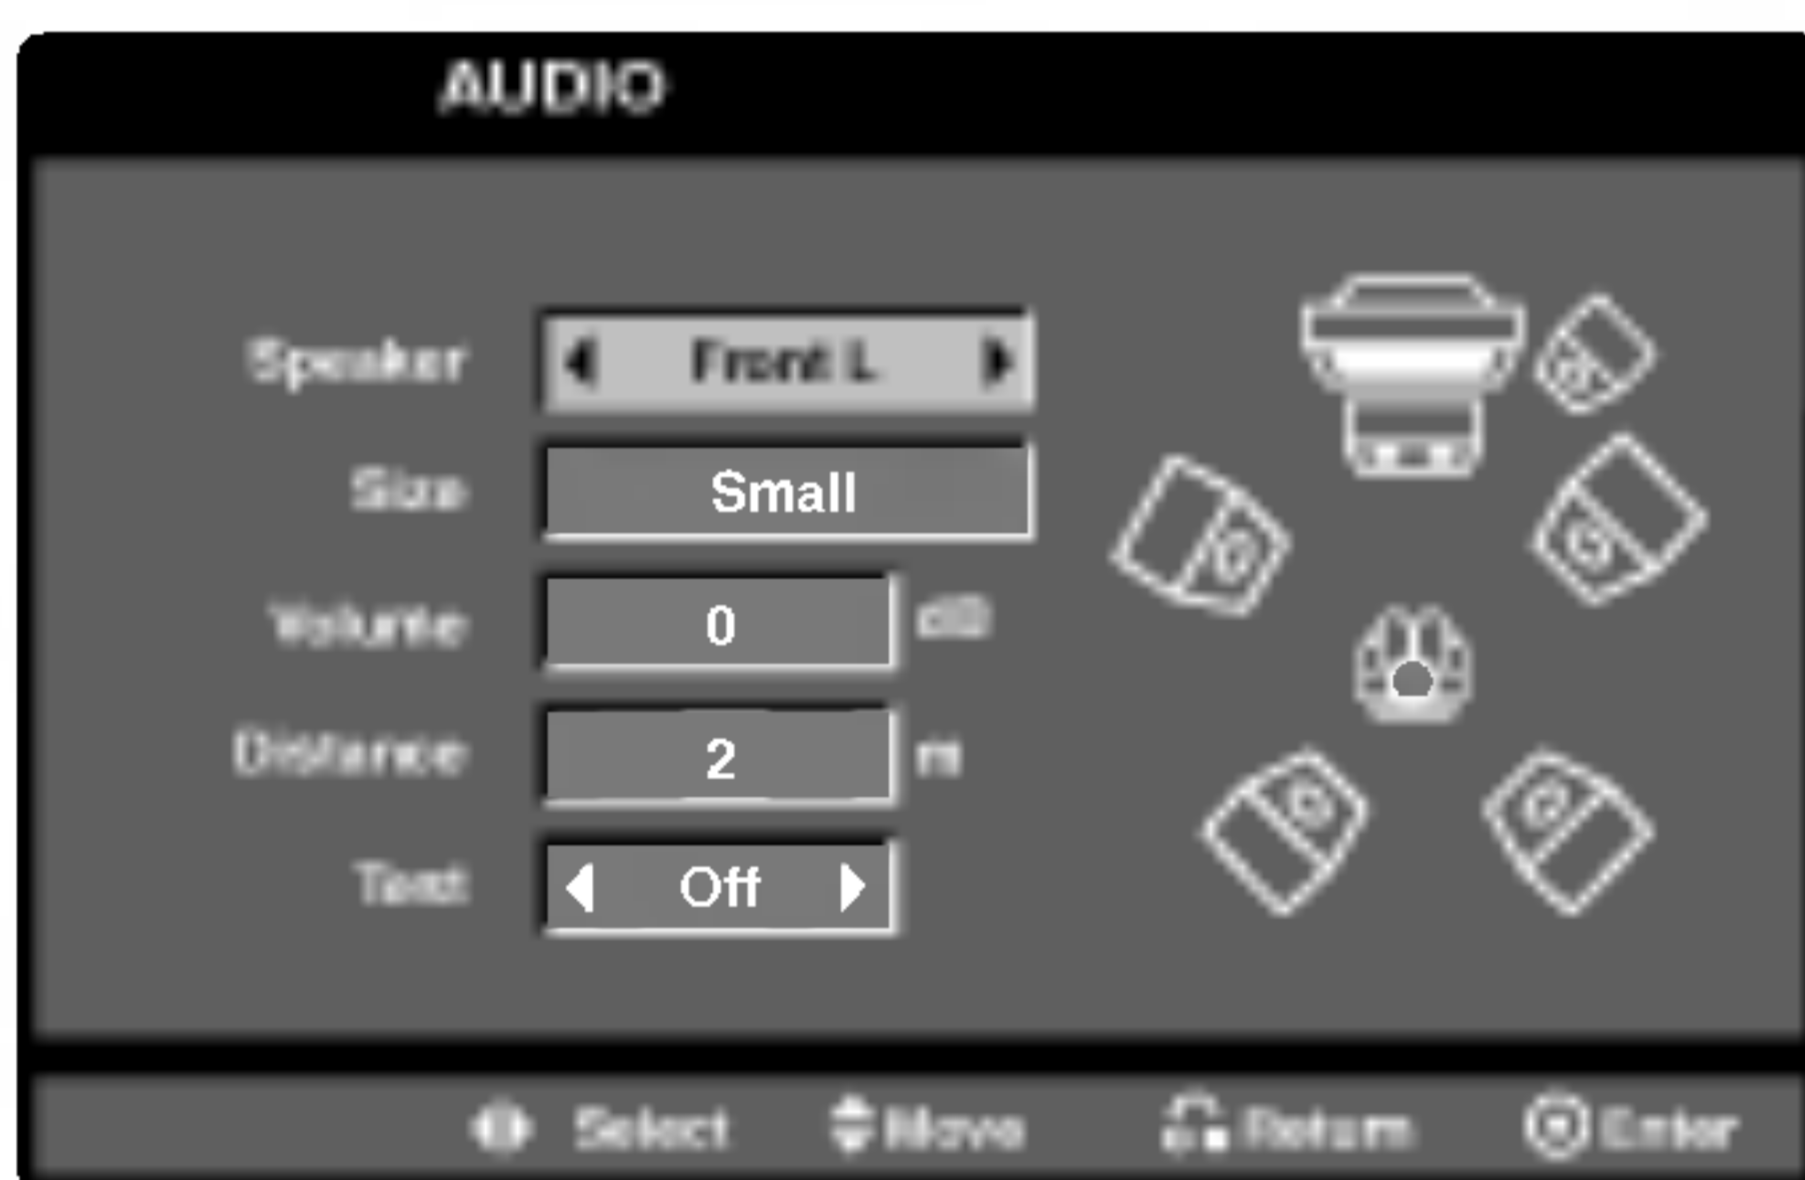 AUDIO
Speaker Front L
Size Small
Volume 0 dB
Distance 2 m
Test Off
Select Move Return Enter